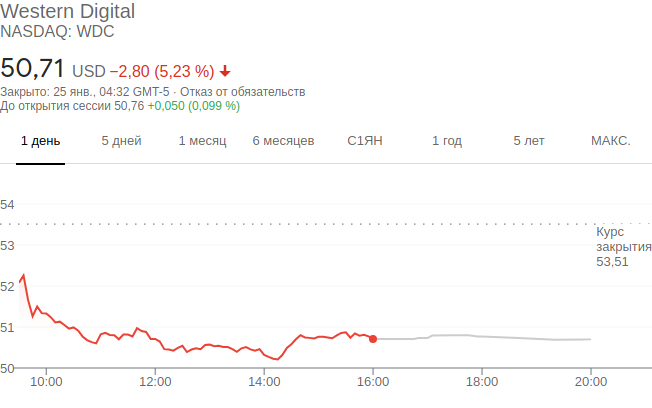 Western Digital
NASDAQ: WDC
50,71 USD −2,80 (5,23 %)
Закрыто: 25 янв., 04:32 GMT-5 · Отказ от обязательств
До открытия сессии 50,76 +0,050 (0,099 %)
1 день 5 дней 1 месяц 6 месяцев С1ЯН 1 год 5 лет МАКС.
54
Курс
закрытия
53,51
53
52
51
50
10:00 12:00 14:00 16:00 18:00 20:00